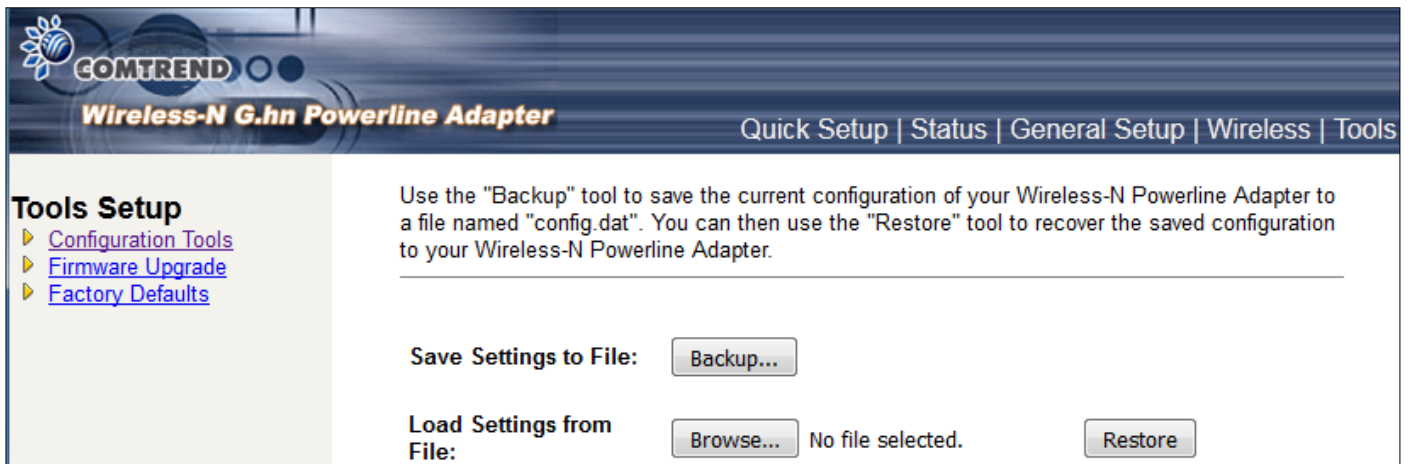 COMTREND
Wireless-N G.hn Powerline Adapter
Quick Setup | Status | General Setup | Wireless | Tools
Tools Setup
Configuration Tools
Firmware Upgrade
Factory Defaults
Use the "Backup" tool to save the current configuration of your Wireless-N Powerline Adapter to
a file named "config.dat". You can then use the "Restore" tool to recover the saved configuration
to your Wireless-N Powerline Adapter.
Save Settings to File: Backup...
Load Settings from
File: Browse... No file selected. Restore